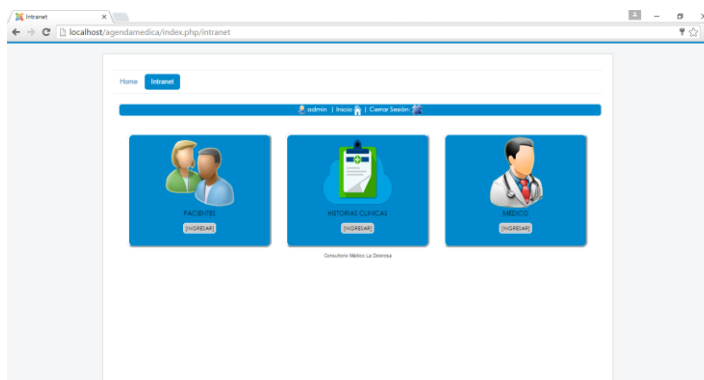 Intranet
localhost/agendamedica/index.php/intranet
Home Intranet
admin | Inicio | Cerrar Sesión:
PACIENTES HISTORIAS CLINICAS MEDICO
[INGRESAR] [INGRESAR] [INGRESAR]
Consultorio Médico La Dolorosa